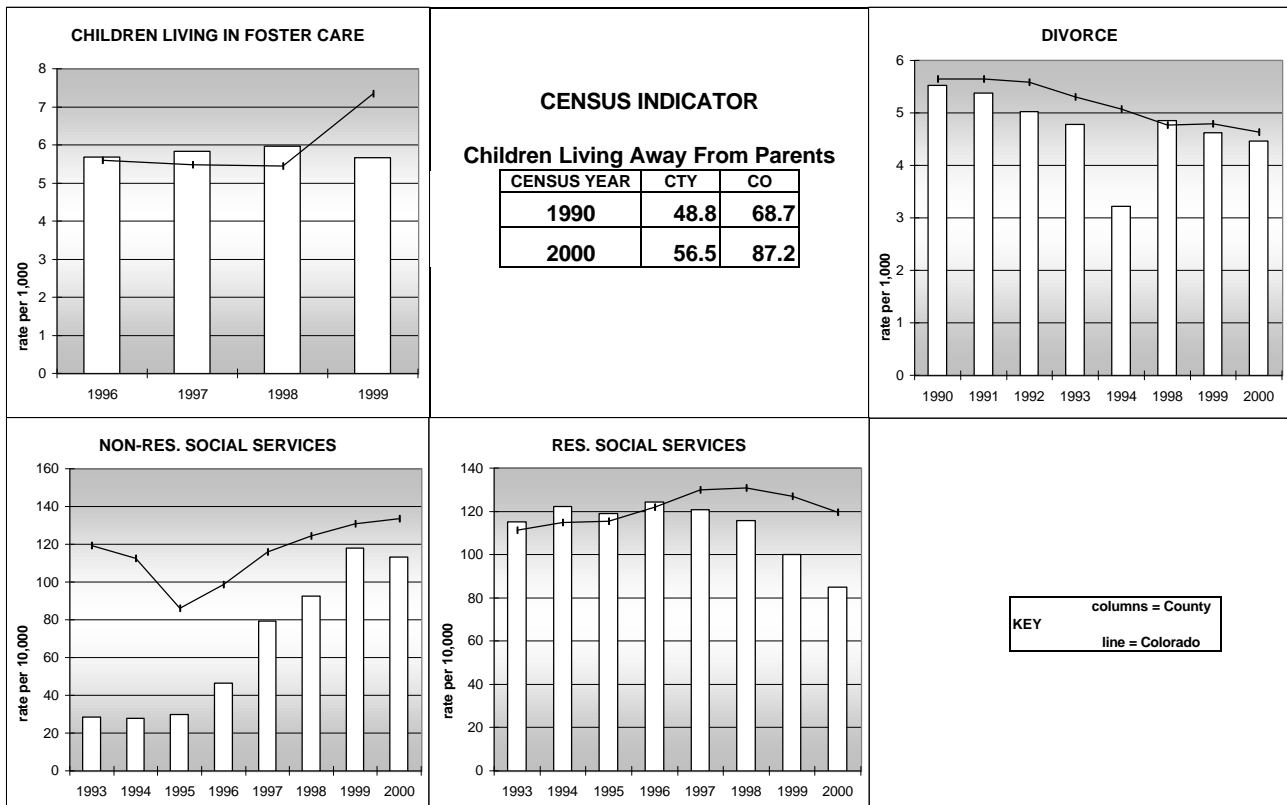 CHILDREN LIVING IN FOSTER CARE
8
7
6
5
4
3
2
1
0
rate per 1,000
1996 1997 1998 1999
CENSUS INDICATOR
Children Living Away From Parents
CENSUS YEAR CTY CO
1990 48.8 68.7
2000 56.5 87.2
DIVORCE
6
5
4
3
2
1
0
rate per 1,000
1990 1991 1992 1993 1994 1998 1999 2000
NON-RES. SOCIAL SERVICES
160
140
120
100
80
60
40
20
0
rate per 10,000
1993 1994 1995 1996 1997 1998 1999 2000
RES. SOCIAL SERVICES
140
120
100
80
60
40
20
0
rate per 10,000
1993 1994 1995 1996 1997 1998 1999 2000
columns = County
KEY
line = Colorado